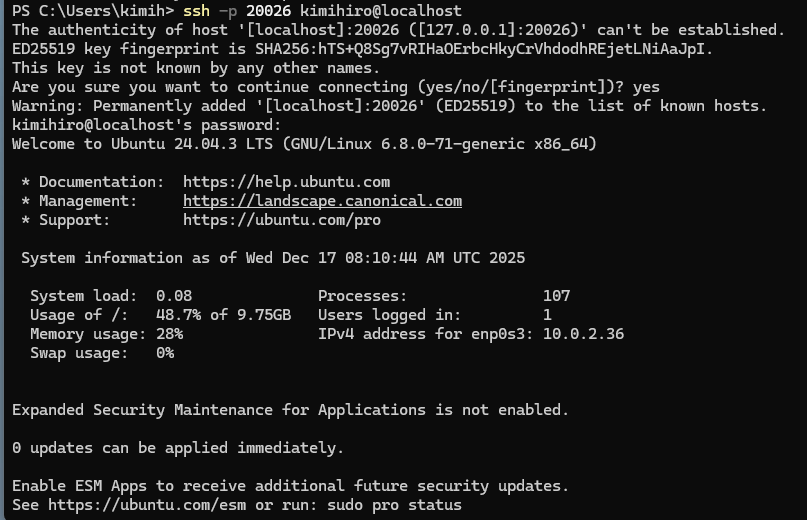 PS C:\Users\kimih> ssh -p 20026 kimihiro@localhost
The authenticity of host '[localhost]:20026 ([127.0.0.1]:20026)' can't be established.
ED25519 key fingerprint is SHA256:hTS+Q8Sg7vRIHaOErbcHkyCrVhdodhREjetLNiAaJpI.
This key is not known by any other names.
Are you sure you want to continue connecting (yes/no/[fingerprint])? yes
Warning: Permanently added '[localhost]:20026' (ED25519) to the list of known hosts.
kimihiro@localhost's password:
Welcome to Ubuntu 24.04.3 LTS (GNU/Linux 6.8.0-71-generic x86_64)

 * Documentation:  https://help.ubuntu.com
 * Management:     https://landscape.canonical.com
 * Support:        https://ubuntu.com/pro

 System information as of Wed Dec 17 08:10:44 AM UTC 2025

  System load:  0.08              Processes:               107
  Usage of /:   48.7% of 9.75GB   Users logged in:         1
  Memory usage: 28%               IPv4 address for enp0s3: 10.0.2.36
  Swap usage:   0%

Expanded Security Maintenance for Applications is not enabled.

0 updates can be applied immediately.

Enable ESM Apps to receive additional future security updates.
See https://ubuntu.com/esm or run: sudo pro status